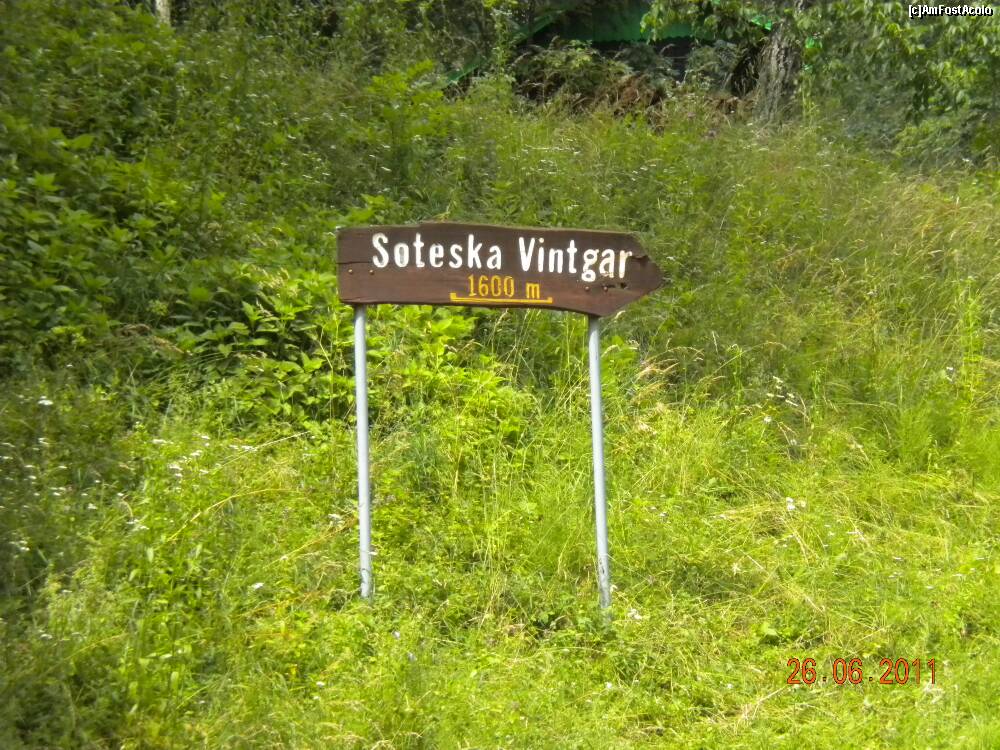 [c]AmFostAcolo
Soteska Vintgar
1600 m
26.06.2011